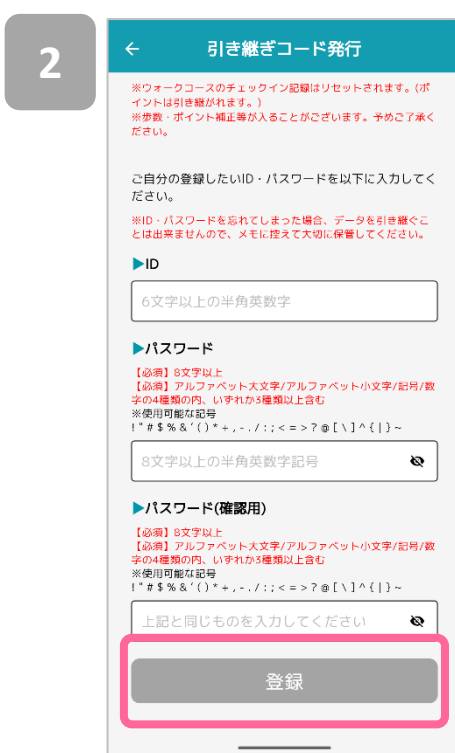 2
引き継ぎコード発行
※ウォークコースのチェックイン記録はリセットされます。(ポ
イントは引き継がれます。)
※歩数・ポイント補正等が入ることがございます。予めご了承く
ださい。
ご自分の登録したいID・パスワードを以下に入力してく
ださい。
※ID・パスワードを忘れてしまった場合、データを引き継ぐこ
とは出来ませんので、メモに控えて大切に保管してください。
▶ID
6文字以上の半角英数字
▶パスワード
【必須】8文字以上
【必須】アルファベット大文字/アルファベット小文字/記号/数
字の4種類の内、いずれか3種類以上含む
※使用可能な記号
!"#$%&'()*+,-./:;<=>?@[\]^{|}~
8文字以上の半角英数字記号
▶パスワード(確認用)
【必須】8文字以上
【必須】アルファベット大文字/アルファベット小文字/記号/数
字の4種類の内、いずれか3種類以上含む
※使用可能な記号
!"#$%&'()*+,-./:;<=>?@[\]^{|}~
上記と同じものを入力してください
登録